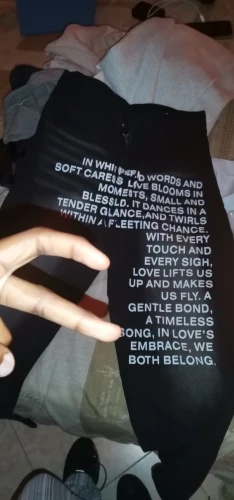 IN WHISPERED WORDS AND
SOFT CARESS LOVE BLOOMS IN
MOMENTS, SMALL AND
BLESSED. IT DANCES IN A
TENDER GLANCE,AND TWIRLS
WITHIN A FLEETING CHANCE.
WITH EVERY
TOUCH AND
EVERY SIGH,
LOVE LIFTS US
UP AND MAKES
US FLY. A
GENTLE BOND,
A TIMELESS
SONG, IN LOVE'S
EMBRACE, WE
BOTH BELONG.